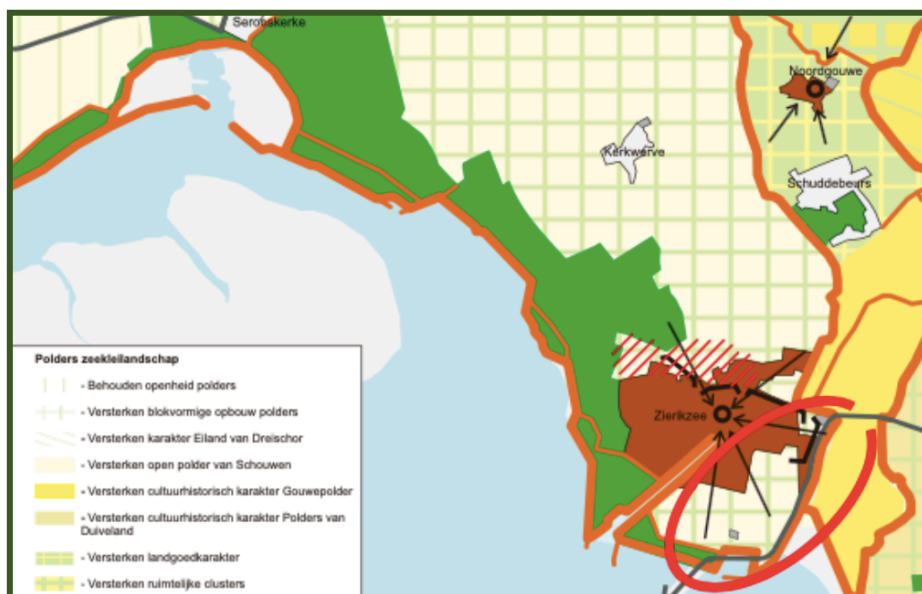 Serooskerke
Noordgouwe
Kerkwerve
Schuddebeurs
Zierikzee
Polders zeekleilandschap
- Behouden openheid polders
- Versterken blokvormige opbouw polders
- Versterken karakter Eiland van Dreischor
- Versterken open polder van Schouwen
- Versterken cultuurhistorisch karakter Gouwepolder
- Versterken cultuurhistorisch karakter Polders van
Duiveland
- Versterken landgoedkarakter
- Versterken ruimtelijke clusters